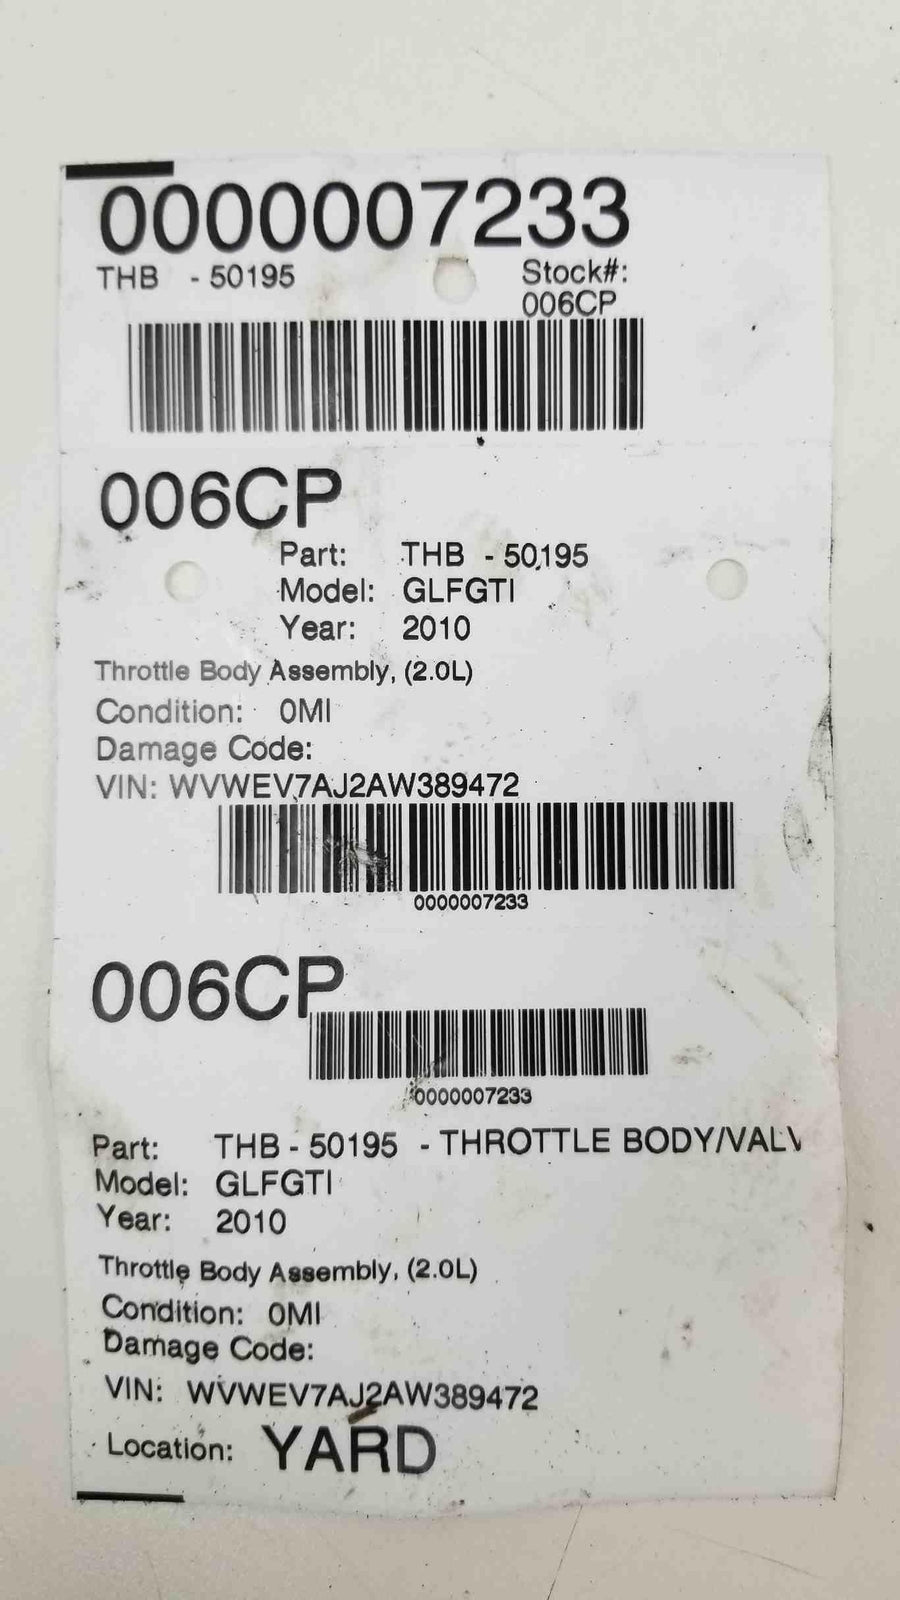 0000007233
THB - 50195
Stock#:
006CP
006CP
Part: THB - 50195
Model: GLFGTI
Year: 2010
Throttle Body Assembly, (2.0L)
Condition: 0MI
Damage Code:
VIN: WVWEV7AJ2AW389472
0000007233
006CP
0000007233
Part: THB - 50195 - THROTTLE BODY/VALV
Model: GLFGTI
Year: 2010
Throttle Body Assembly, (2.0L)
Condition: 0MI
Damage Code:
VIN: WVWEV7AJ2AW389472
Location: YARD